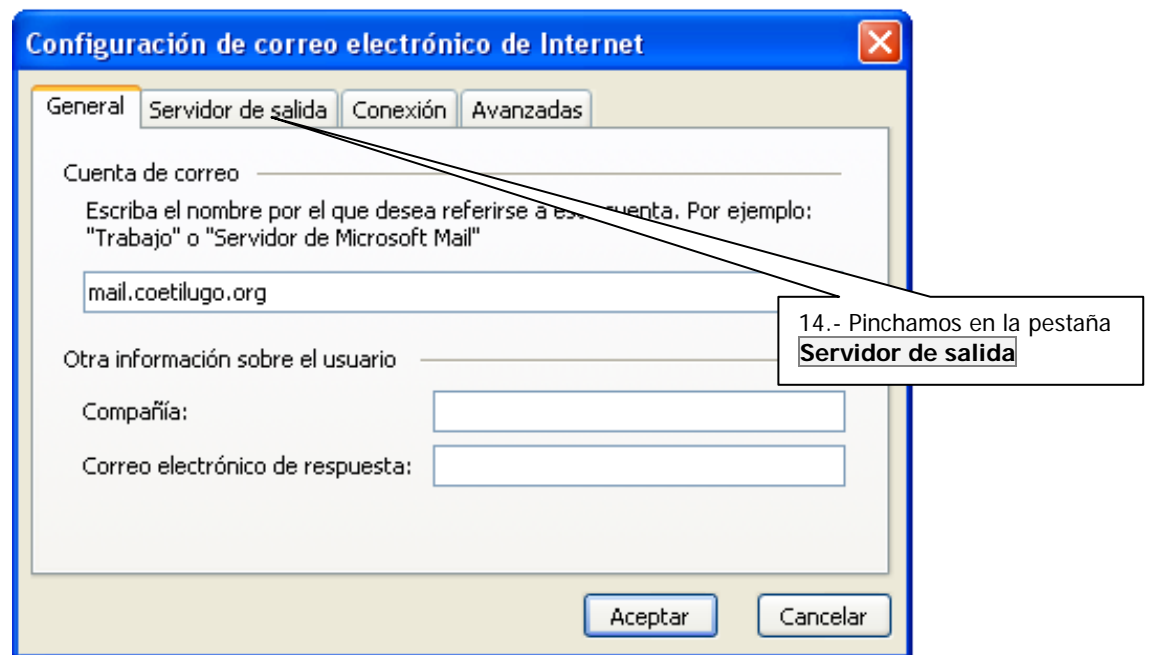 Configuración de correo electrónico de Internet
General Servidor de salida Conexión Avanzadas
Cuenta de correo
Escriba el nombre por el que desea referirse a esta cuenta. Por ejemplo:
"Trabajo" o "Servidor de Microsoft Mail"
mail.coetilugo.org
14.- Pinchamos en la pestaña
Servidor de salida
Otra información sobre el usuario
Compañía:
Correo electrónico de respuesta:
Aceptar Cancelar